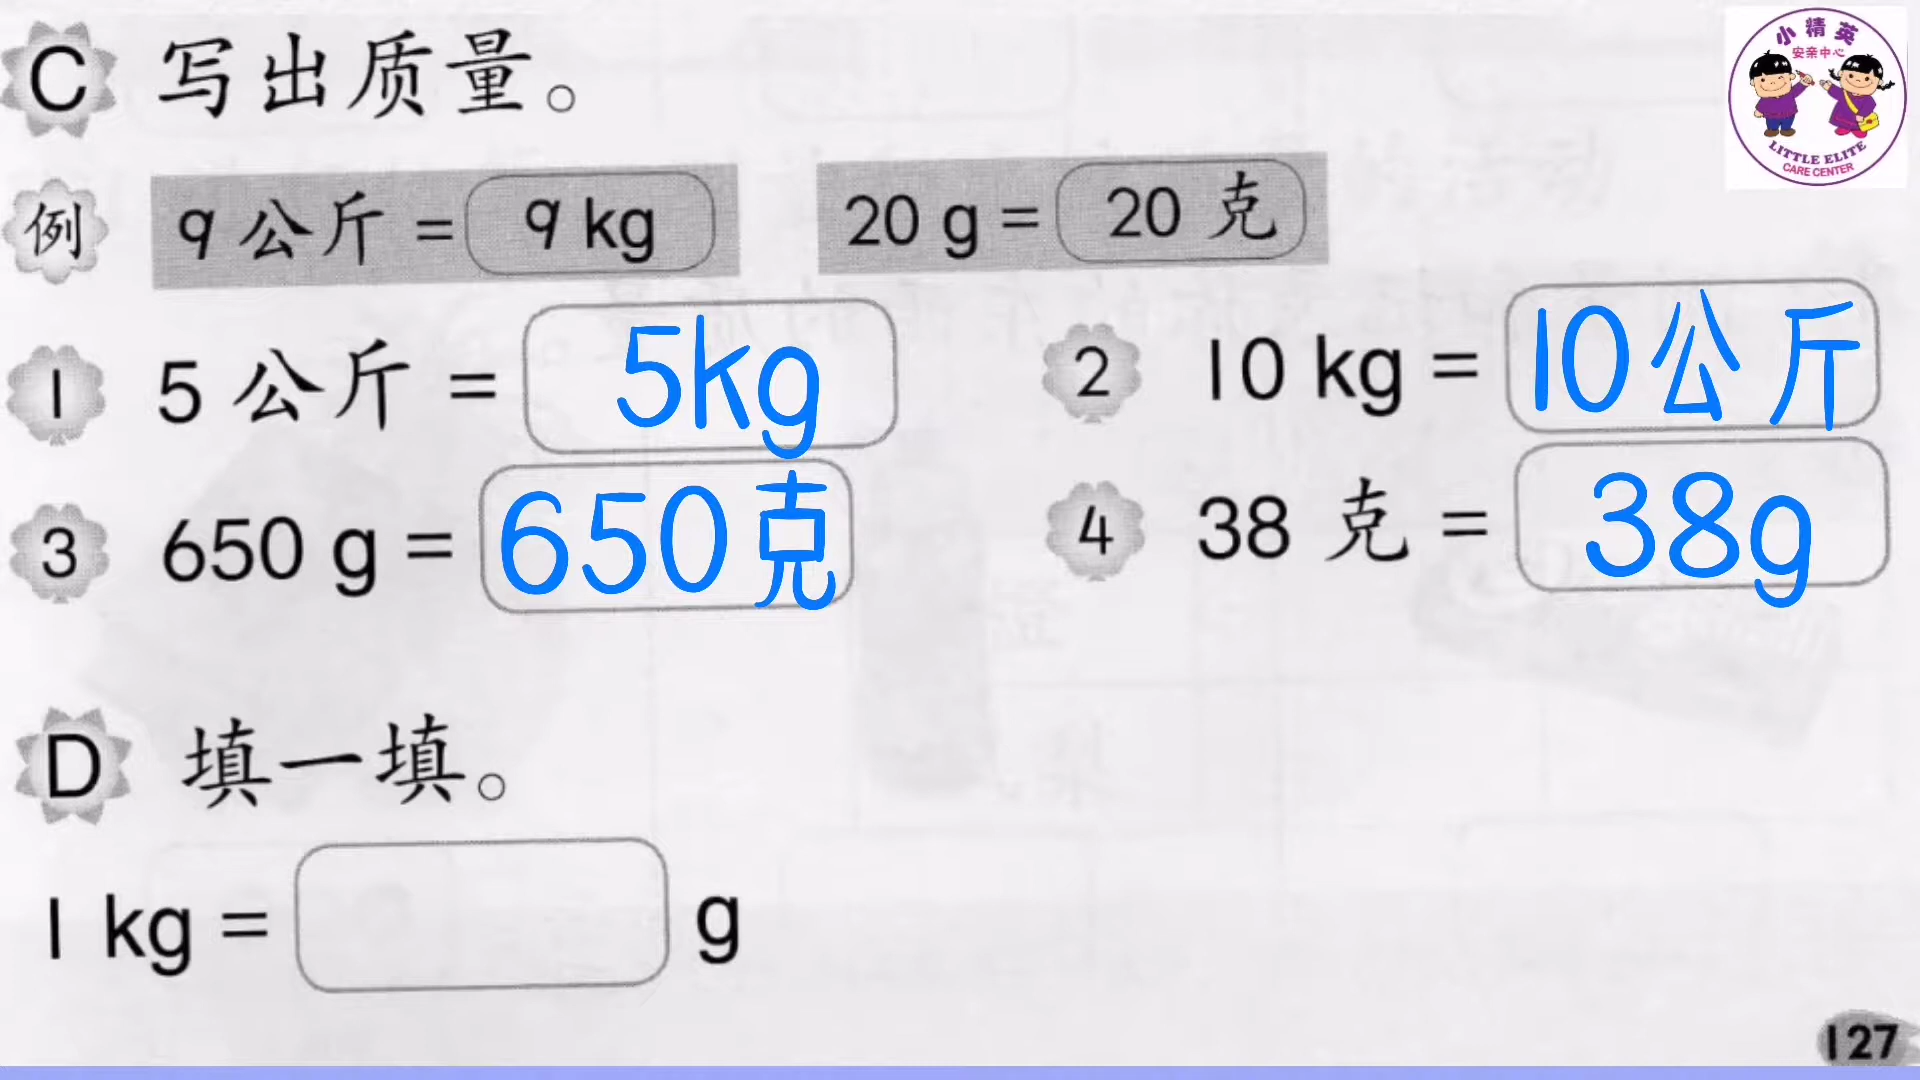 C 写出质量。
小精英
安亲中心
LITTLE ELITE
CARE CENTER
例 9 公斤 = 9 kg 20 g = 20 克
1 5 公斤 = 5kg 2 10 kg = 10公斤
3 650 g = 650克 4 38 克 = 38g
D 填一填。
1 kg = g
127